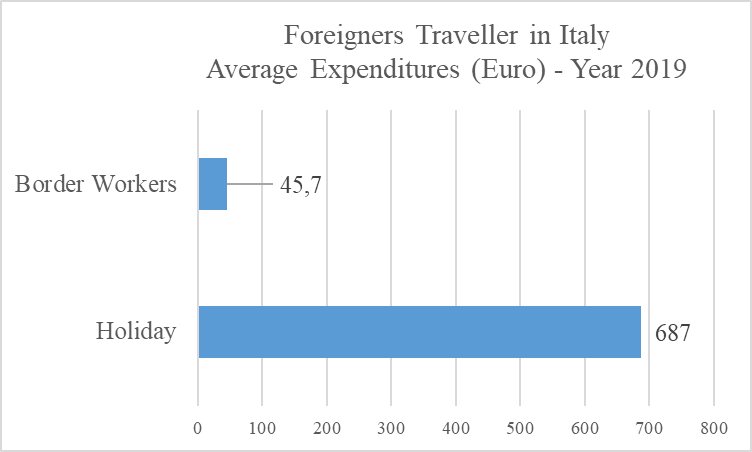 Foreigners Traveller in Italy
Average Expenditures (Euro) - Year 2019
Border Workers
45,7
Holiday
687
0 100 200 300 400 500 600 700 800